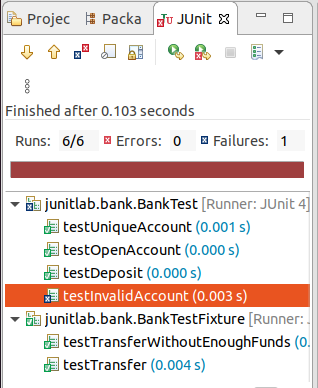 Projec Packa JUnit
Finished after 0.103 seconds
Runs: 6/6 Errors: 0 Failures: 1
junitlab.bank.BankTest [Runner: JUnit 4]
testUniqueAccount (0.001 s)
testOpenAccount (0.000 s)
testDeposit (0.000 s)
testInvalidAccount (0.003 s)
junitlab.bank.BankTestFixture [Runner: .
testTransferWithoutEnoughFunds (0.
testTransfer (0.004 s)